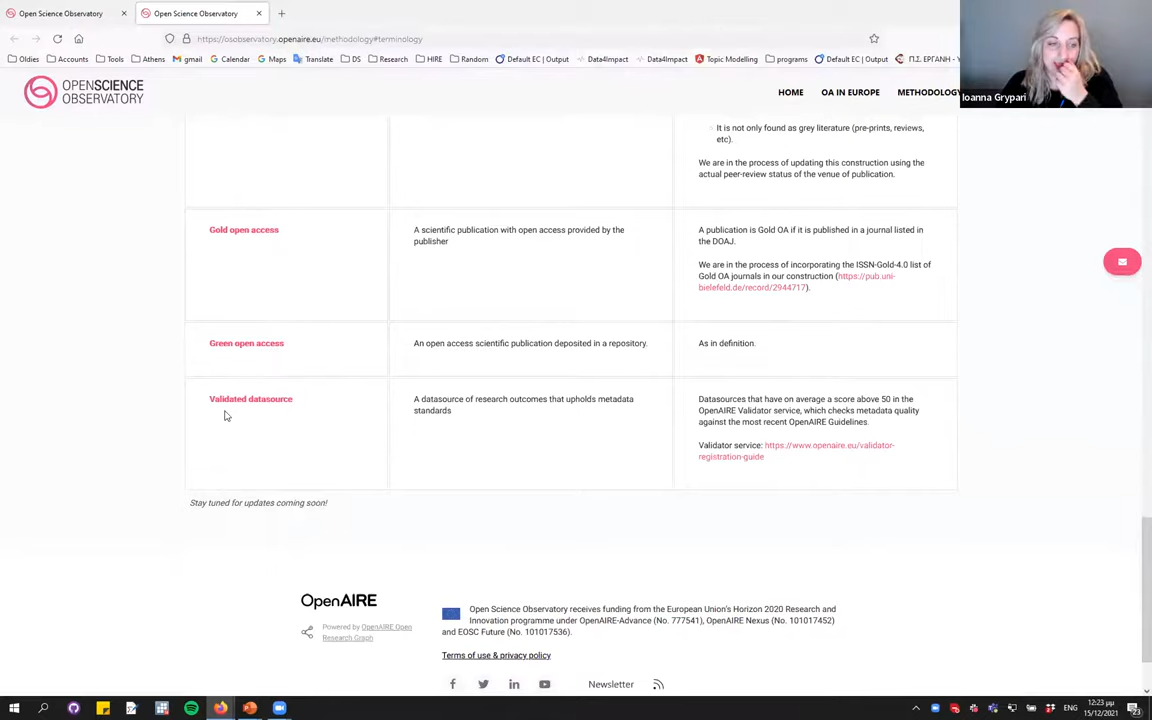 Open Science Observatory
Open Science Observatory
https://osobservatory.openaire.eu/methodology#terminology
Oldies Accounts Tools Athens gmail Calendar Maps Translate DS Research HIRE Random Default EC | Output Data4Impact Data4Impact Topic Modelling programs Default EC | Output Π.Σ. ΕΡΓΑΝΗ - Υ
OPENSCIENCE
OBSERVATORY
HOME OA IN EUROPE METHODOLOGY
Ioanna Grypari
It is not only found as grey literature (pre-prints, reviews,
etc).
We are in the process of updating this construction using the
actual peer-review status of the venue of publication.
Gold open access
A scientific publication with open access provided by the
publisher
A publication is Gold OA if it is published in a journal listed in
the DOAJ.
We are in the process of incorporating the ISSN-Gold-4.0 list of
Gold OA journals in our construction (https://pub.uni-
bielefeld.de/record/2944717).
Green open access
An open access scientific publication deposited in a repository.
As in definition.
Validated datasource
A datasource of research outcomes that upholds metadata
standards
Datasources that have on average a score above 50 in the
OpenAIRE Validator service, which checks metadata quality
against the most recent OpenAIRE Guidelines.
Validator service: https://www.openaire.eu/validator-
registration-guide
Stay tuned for updates coming soon!
OpenAIRE
Powered by OpenAIRE Open
Research Graph
Open Science Observatory receives funding from the European Union's Horizon 2020 Research and
Innovation programme under OpenAIRE-Advance (No. 777541), OpenAIRE Nexus (No. 101017452)
and EOSC Future (No. 101017536).
Terms of use & privacy policy
Newsletter
ENG
12:23 μμ
15/12/2021
23